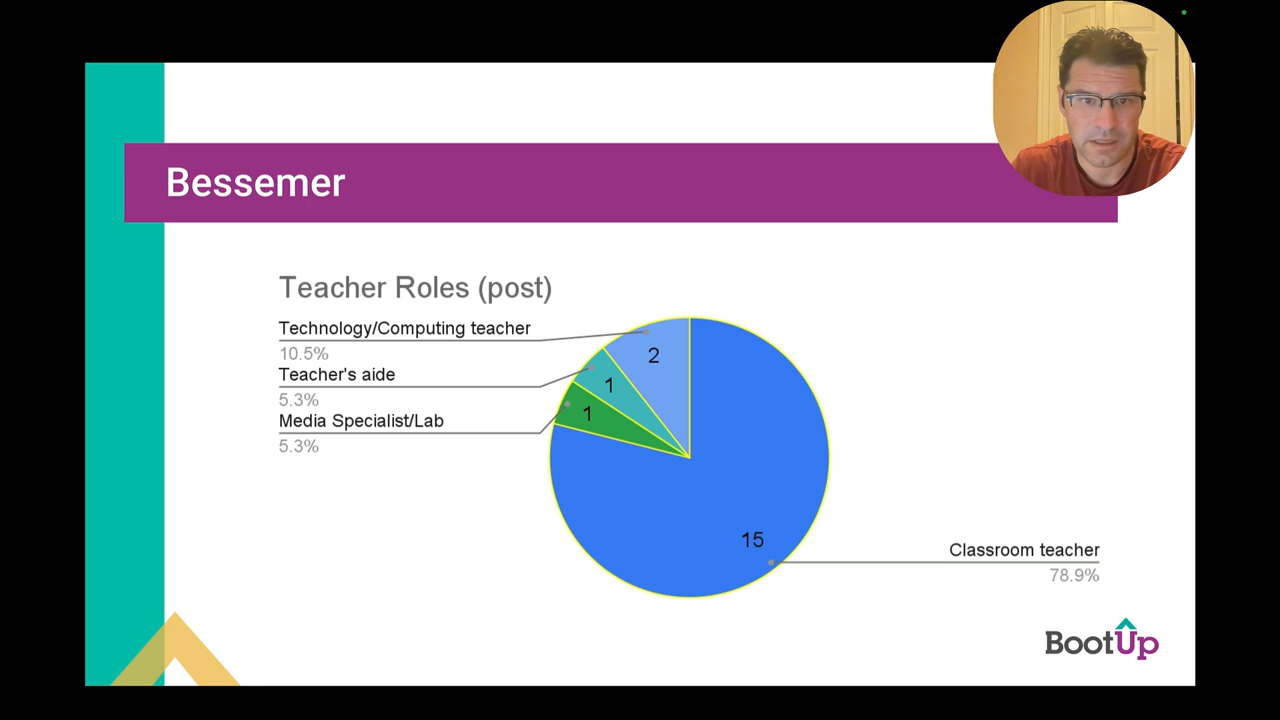 Bessemer
Teacher Roles (post)
Technology/Computing teacher
10.5%
Teacher's aide
5.3%
Media Specialist/Lab
5.3%
2
1
1
15
Classroom teacher
78.9%
BootUp